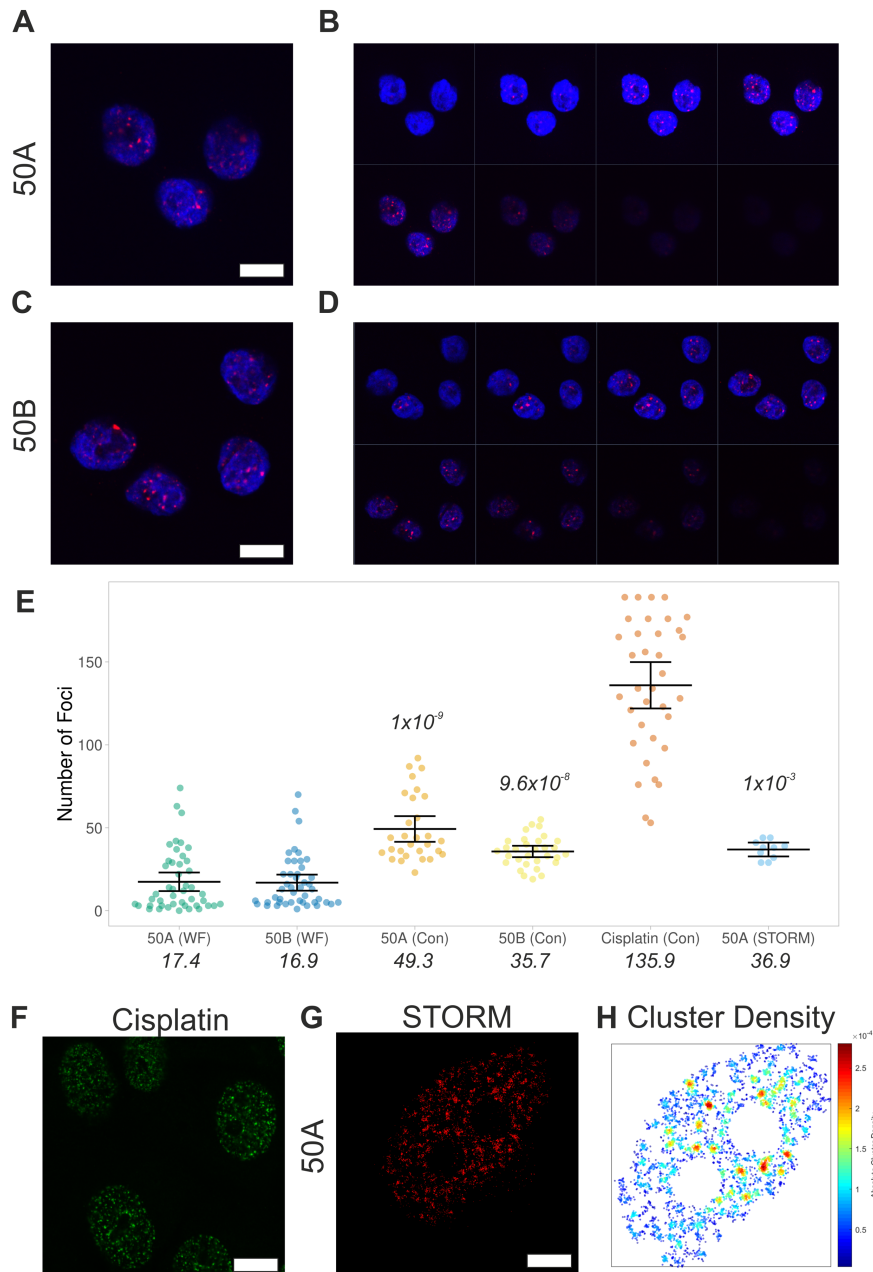 A
B
50A
C
D
50B
E
Number of Foci
150
100
50
0
1x10⁻⁹
9.6x10⁻⁸
1x10⁻³
50A (WF)
50B (WF)
50A (Con)
50B (Con)
Cisplatin (Con)
50A (STORM)
17.4
16.9
49.3
35.7
135.9
36.9
F
Cisplatin
G
STORM
50A
H Cluster Density
×10⁻⁴
2.5
2
1.5
1
0.5
Cluster Density